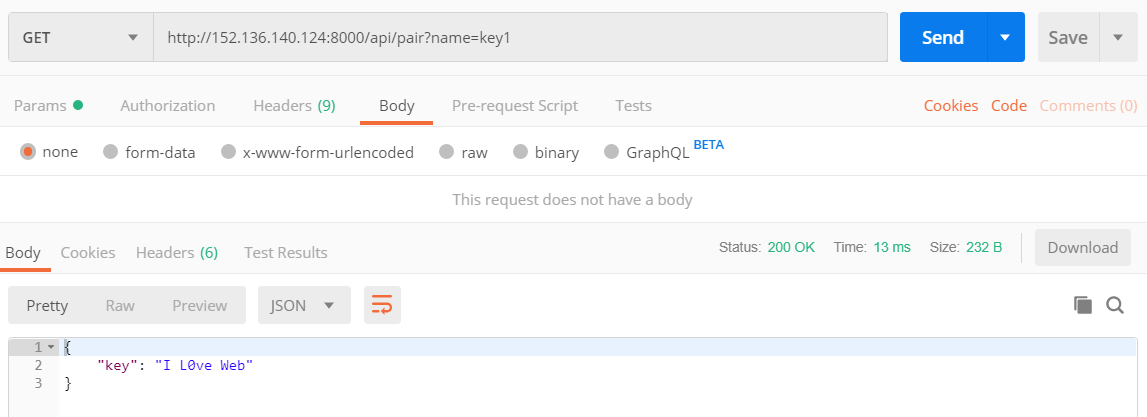 GET http://152.136.140.124:8000/api/pair?name=key1 Send Save
Params Authorization Headers (9) Body Pre-request Script Tests Cookies Code Comments (0)
none form-data x-www-form-urlencoded raw binary GraphQL BETA
This request does not have a body
Body Cookies Headers (6) Test Results Status: 200 OK Time: 13 ms Size: 232 B Download
Pretty Raw Preview JSON
1 {
2 "key": "I L0ve Web"
3 }